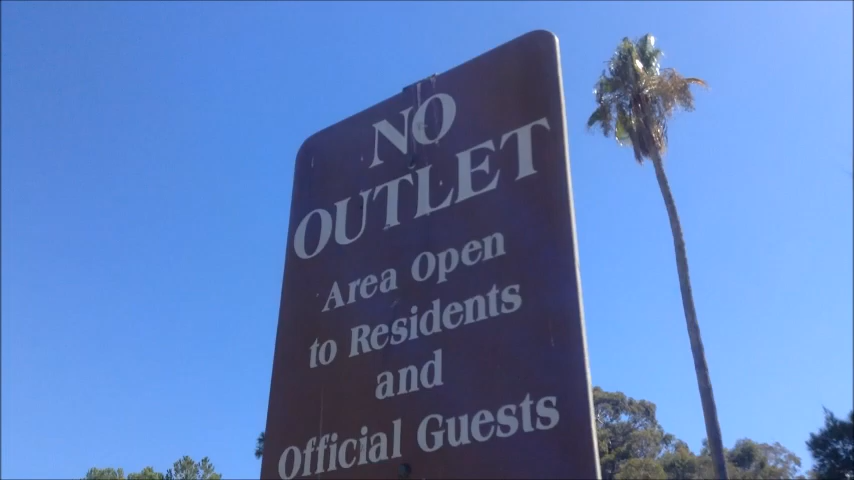 NO
OUTLET
Area Open
to Residents
and
Official Guests